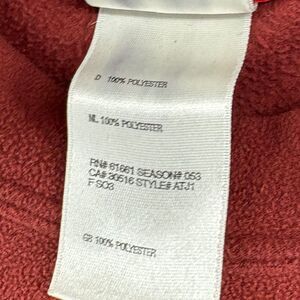 D 100% POLYESTER
NL 100% POLYESTER
RN# 61661 SEASON# 053
CA# 30516 STYLE# ATJ1
F SO3
GB 100% POLYESTER